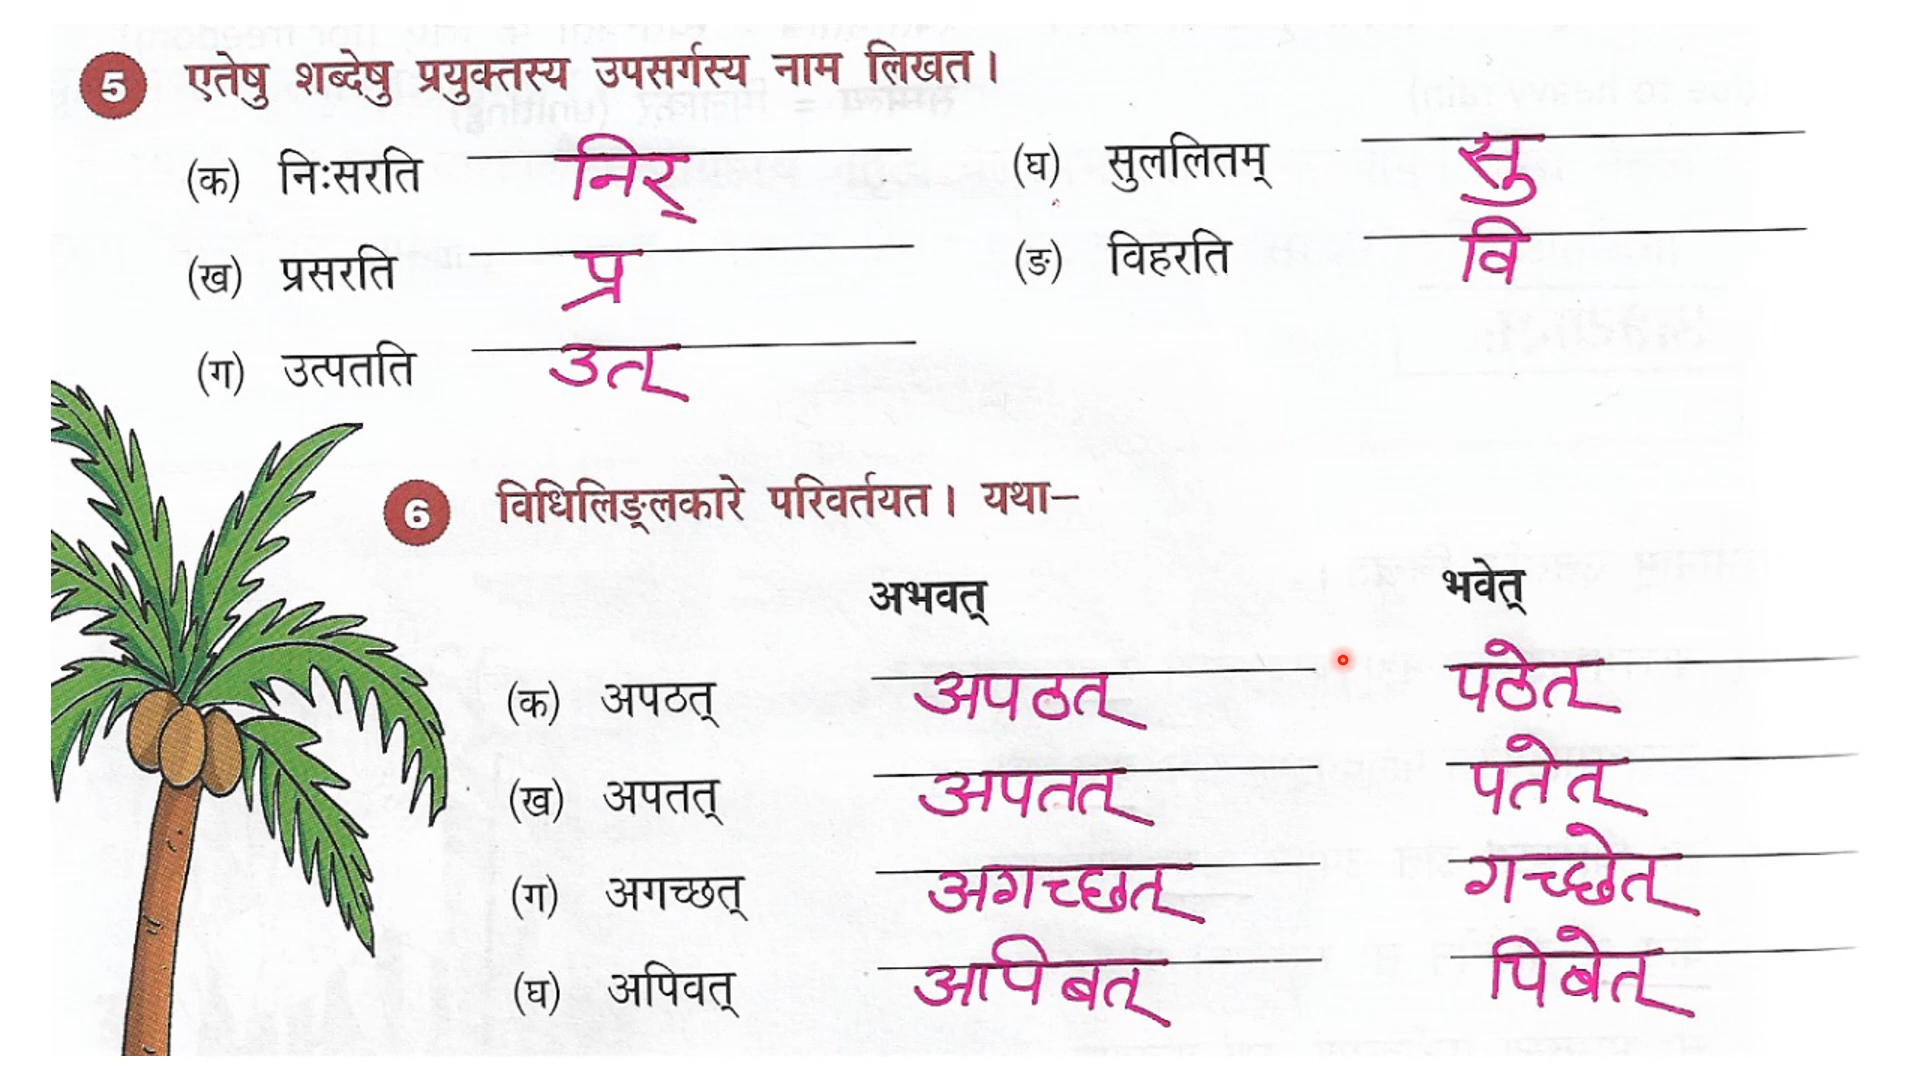 5 एतेषु शब्देषु प्रयुक्तस्य उपसर्गस्य नाम लिखत।
(क) निःसरति निर् (घ) सुललितम् सु
(ख) प्रसरति प्र (ङ) विहरति वि
(ग) उत्पतति उत्
6 विधिलिङ्लकारे परिवर्तयत। यथा–
अभवत् भवेत्
(क) अपठत् अपठत् पठेत्
(ख) अपतत् अपतत् पतेत्
(ग) अगच्छत् अगच्छत् गच्छेत्
(घ) अपिवत् अपिबत् पिबेत्